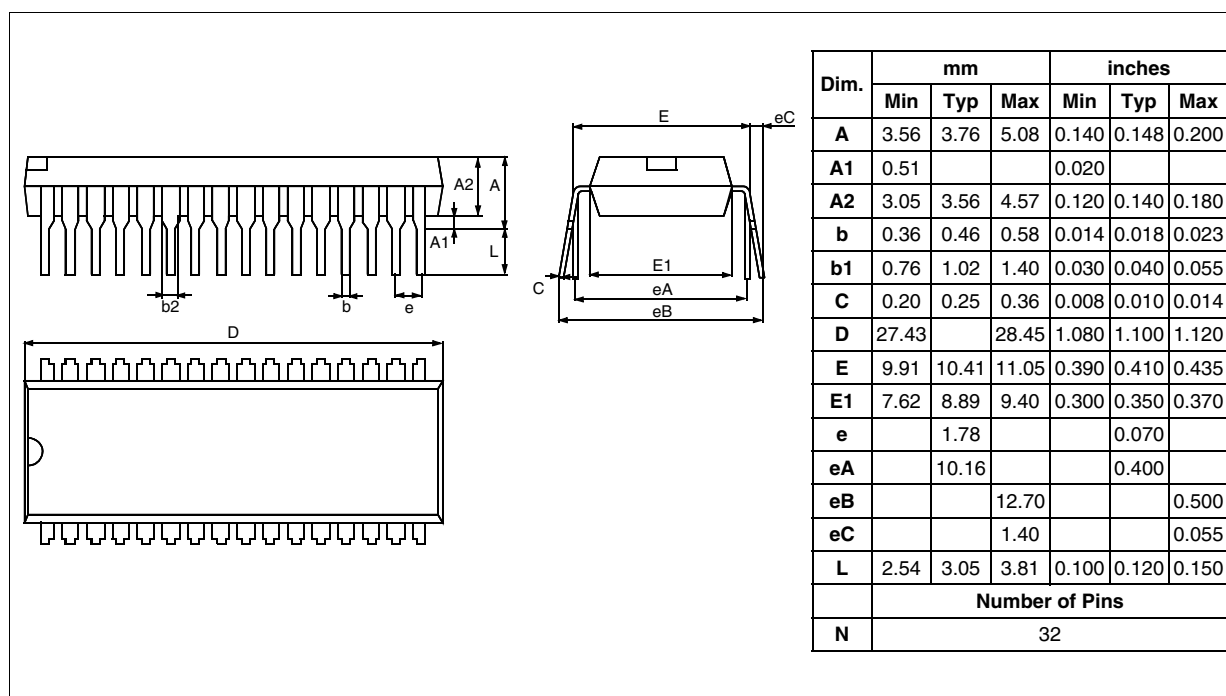 E
eC
A2
A
A1
L
E1
C
eA
eB
b2
b
e
D
Dim. mm inches
Min Typ Max Min Typ Max
A 3.56 3.76 5.08 0.140 0.148 0.200
A1 0.51 0.020
A2 3.05 3.56 4.57 0.120 0.140 0.180
b 0.36 0.46 0.58 0.014 0.018 0.023
b1 0.76 1.02 1.40 0.030 0.040 0.055
C 0.20 0.25 0.36 0.008 0.010 0.014
D 27.43 28.45 1.080 1.100 1.120
E 9.91 10.41 11.05 0.390 0.410 0.435
E1 7.62 8.89 9.40 0.300 0.350 0.370
e 1.78 0.070
eA 10.16 0.400
eB 12.70 0.500
eC 1.40 0.055
L 2.54 3.05 3.81 0.100 0.120 0.150
Number of Pins
N 32